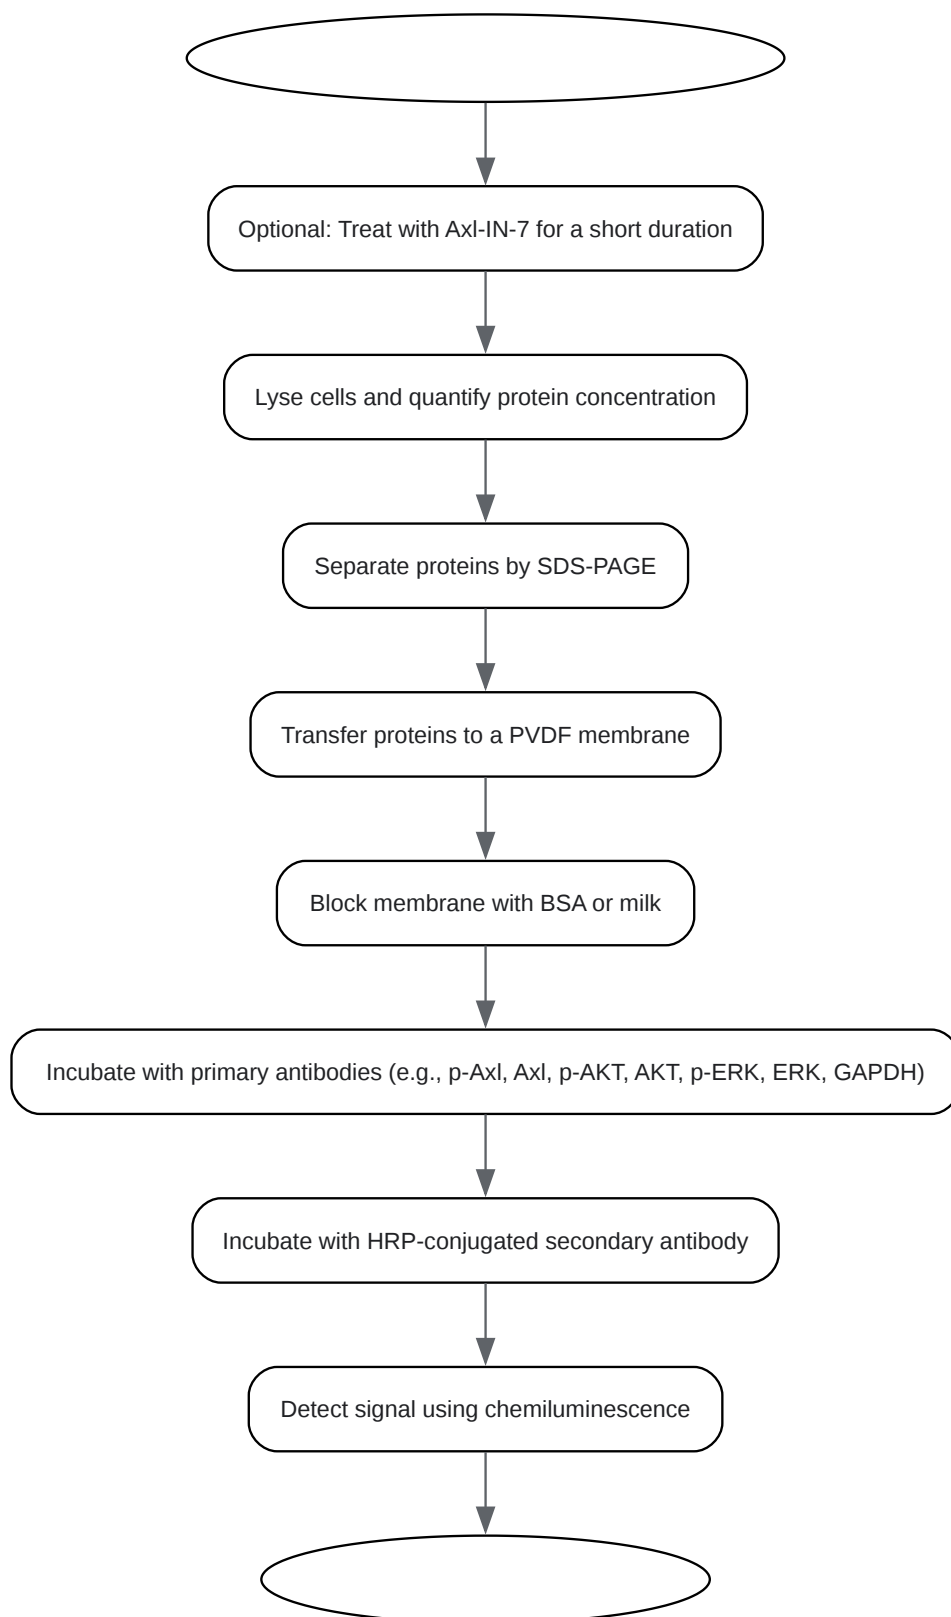 Optional: Treat with Axl-IN-7 for a short duration
Lyse cells and quantify protein concentration
Separate proteins by SDS-PAGE
Transfer proteins to a PVDF membrane
Block membrane with BSA or milk
Incubate with primary antibodies (e.g., p-Axl, Axl, p-AKT, AKT, p-ERK, ERK, GAPDH)
Incubate with HRP-conjugated secondary antibody
Detect signal using chemiluminescence